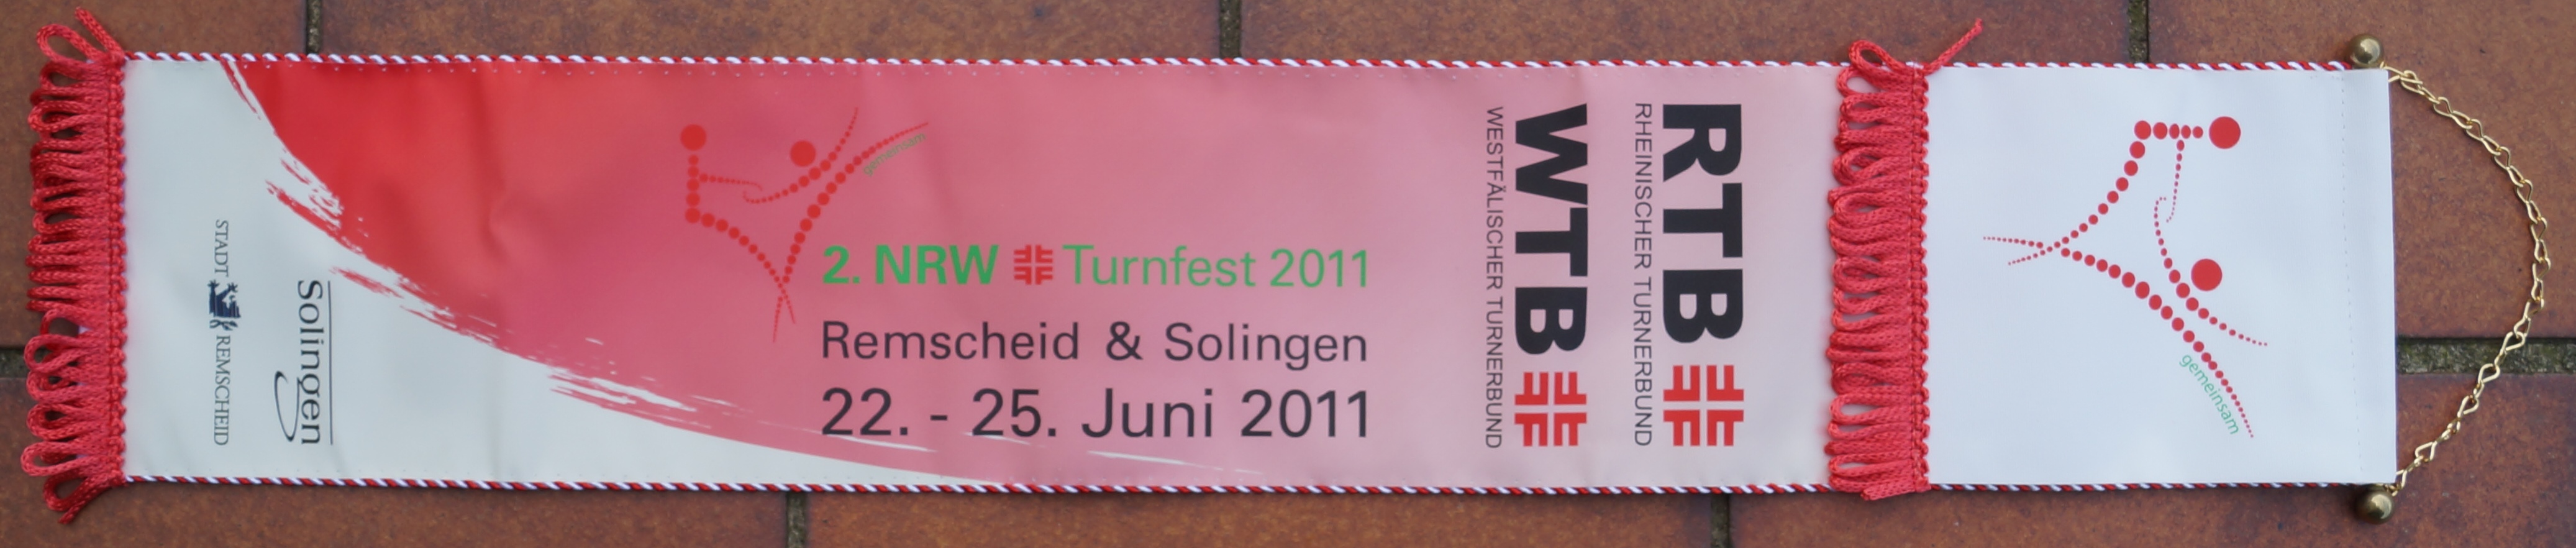 STADT REMSCHEID
Solingen
gemeinsam
2. NRW Turnfest 2011
Remscheid & Solingen
22. - 25. Juni 2011
WTB
WESTFÄLISCHER TURNERBUND
RTB
RHEINISCHER TURNERBUND
gemeinsam